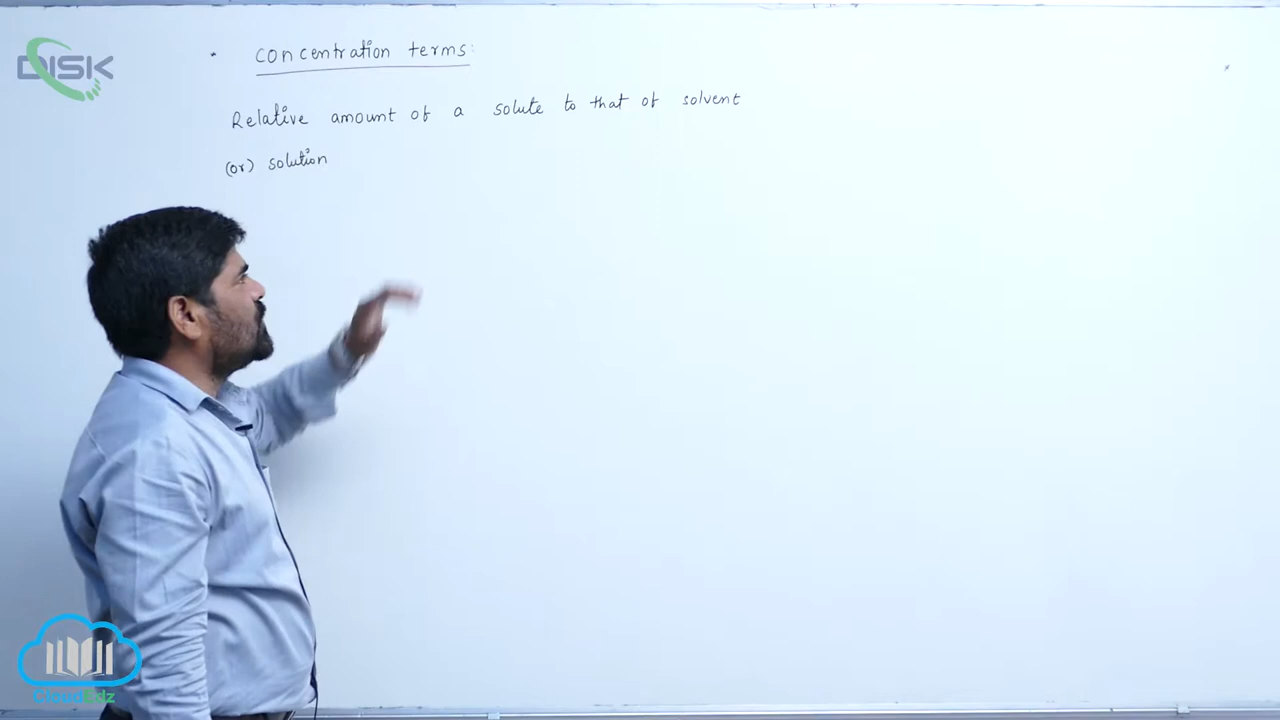 DISK
* Concentration terms:
Relative amount of a solute to that of solvent
(or) solution
CloudEdz